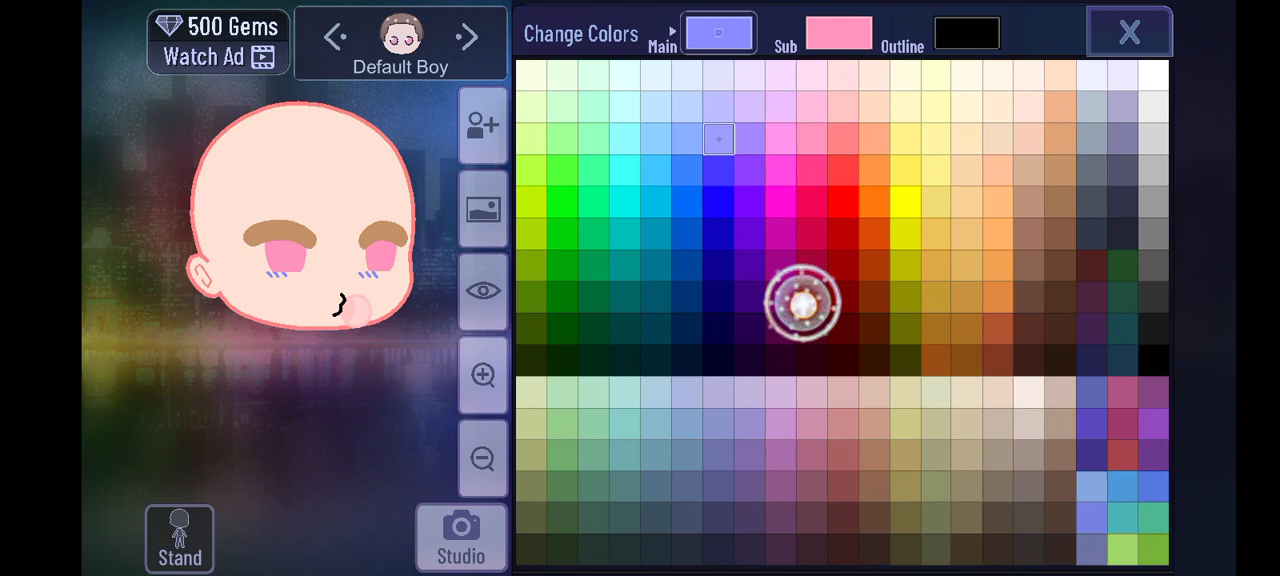 500 Gems
Watch Ad
Default Boy
Change Colors
Main
Sub
Outline
X
Stand
Studio